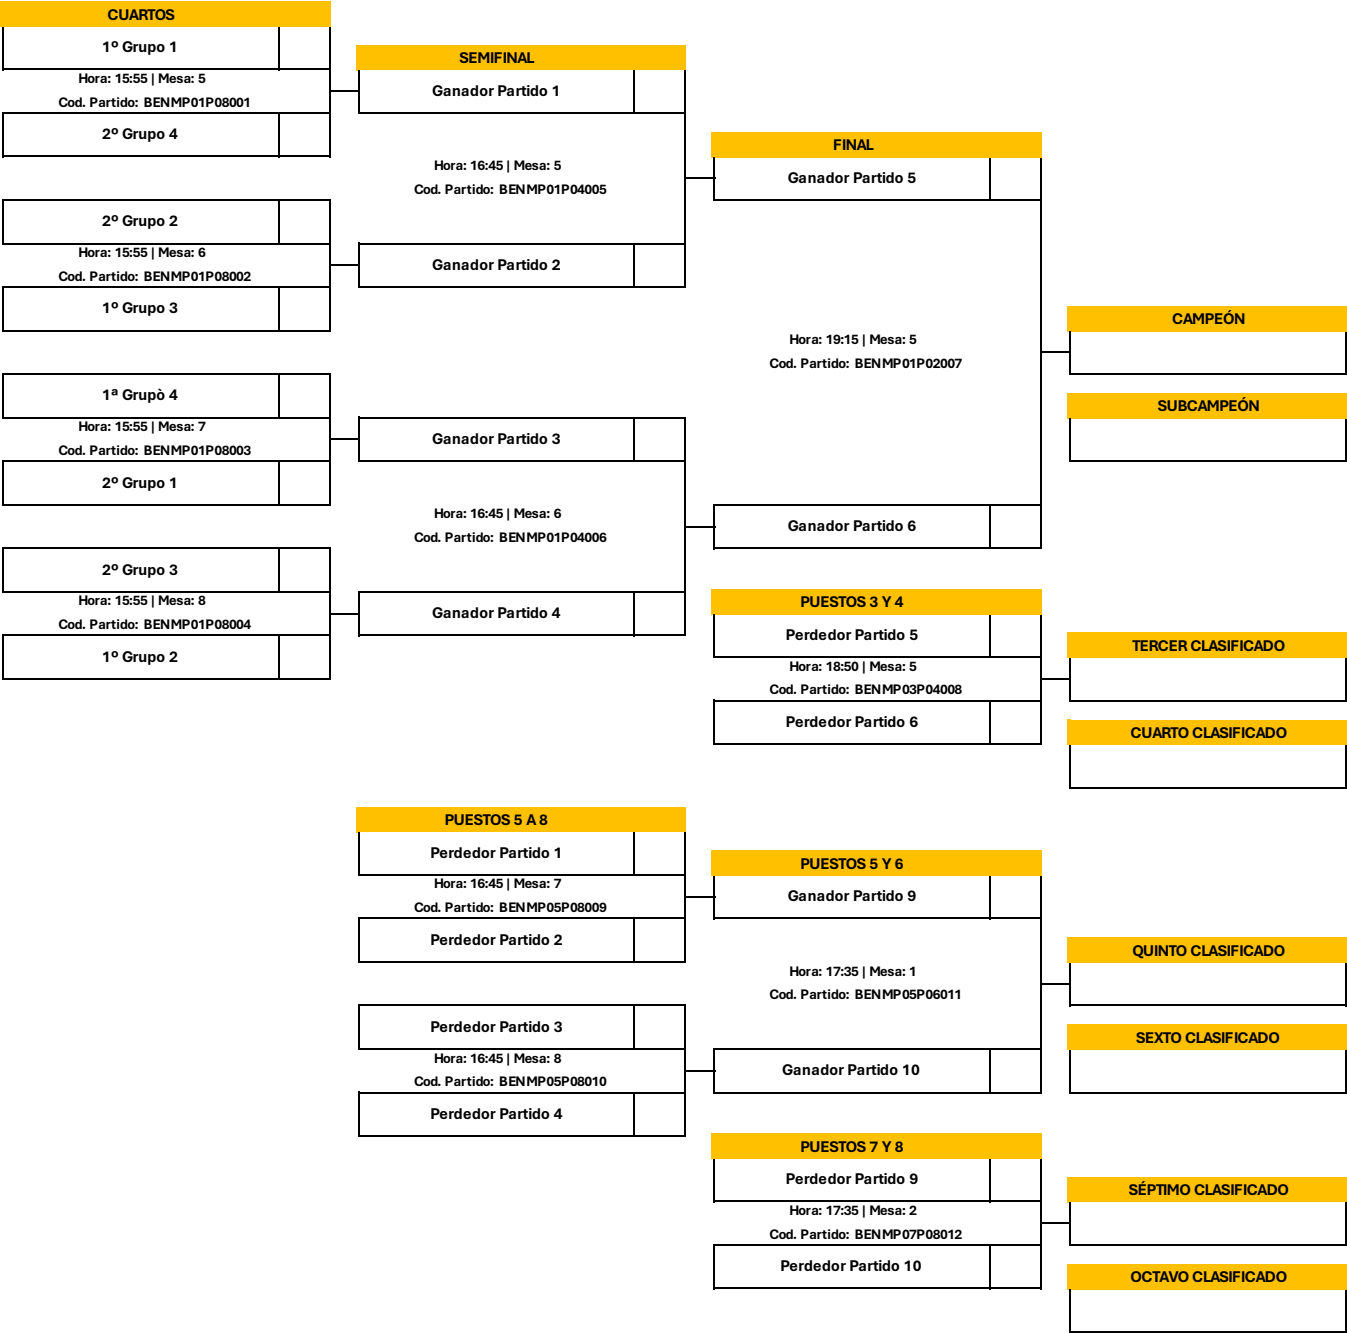 CUARTOS
1º Grupo 1
Hora: 15:55 | Mesa: 5
Cod. Partido: BENMP01P08001
2º Grupo 4
2º Grupo 2
Hora: 15:55 | Mesa: 6
Cod. Partido: BENMP01P08002
1º Grupo 3
1ª Grupò 4
Hora: 15:55 | Mesa: 7
Cod. Partido: BENMP01P08003
2º Grupo 1
2º Grupo 3
Hora: 15:55 | Mesa: 8
Cod. Partido: BENMP01P08004
1º Grupo 2
SEMIFINAL
Ganador Partido 1
Hora: 16:45 | Mesa: 5
Cod. Partido: BENMP01P04005
Ganador Partido 2
Ganador Partido 3
Hora: 16:45 | Mesa: 6
Cod. Partido: BENMP01P04006
Ganador Partido 4
FINAL
Ganador Partido 5
Hora: 19:15 | Mesa: 5
Cod. Partido: BENMP01P02007
Ganador Partido 6
CAMPEÓN
SUBCAMPEÓN
PUESTOS 3 Y 4
Perdedor Partido 5
Hora: 18:50 | Mesa: 5
Cod. Partido: BENMP03P04008
Perdedor Partido 6
TERCER CLASIFICADO
CUARTO CLASIFICADO
PUESTOS 5 A 8
Perdedor Partido 1
Hora: 16:45 | Mesa: 7
Cod. Partido: BENMP05P08009
Perdedor Partido 2
Perdedor Partido 3
Hora: 16:45 | Mesa: 8
Cod. Partido: BENMP05P08010
Perdedor Partido 4
PUESTOS 5 Y 6
Ganador Partido 9
Hora: 17:35 | Mesa: 1
Cod. Partido: BENMP05P06011
Ganador Partido 10
QUINTO CLASIFICADO
SEXTO CLASIFICADO
PUESTOS 7 Y 8
Perdedor Partido 9
Hora: 17:35 | Mesa: 2
Cod. Partido: BENMP07P08012
Perdedor Partido 10
SÉPTIMO CLASIFICADO
OCTAVO CLASIFICADO